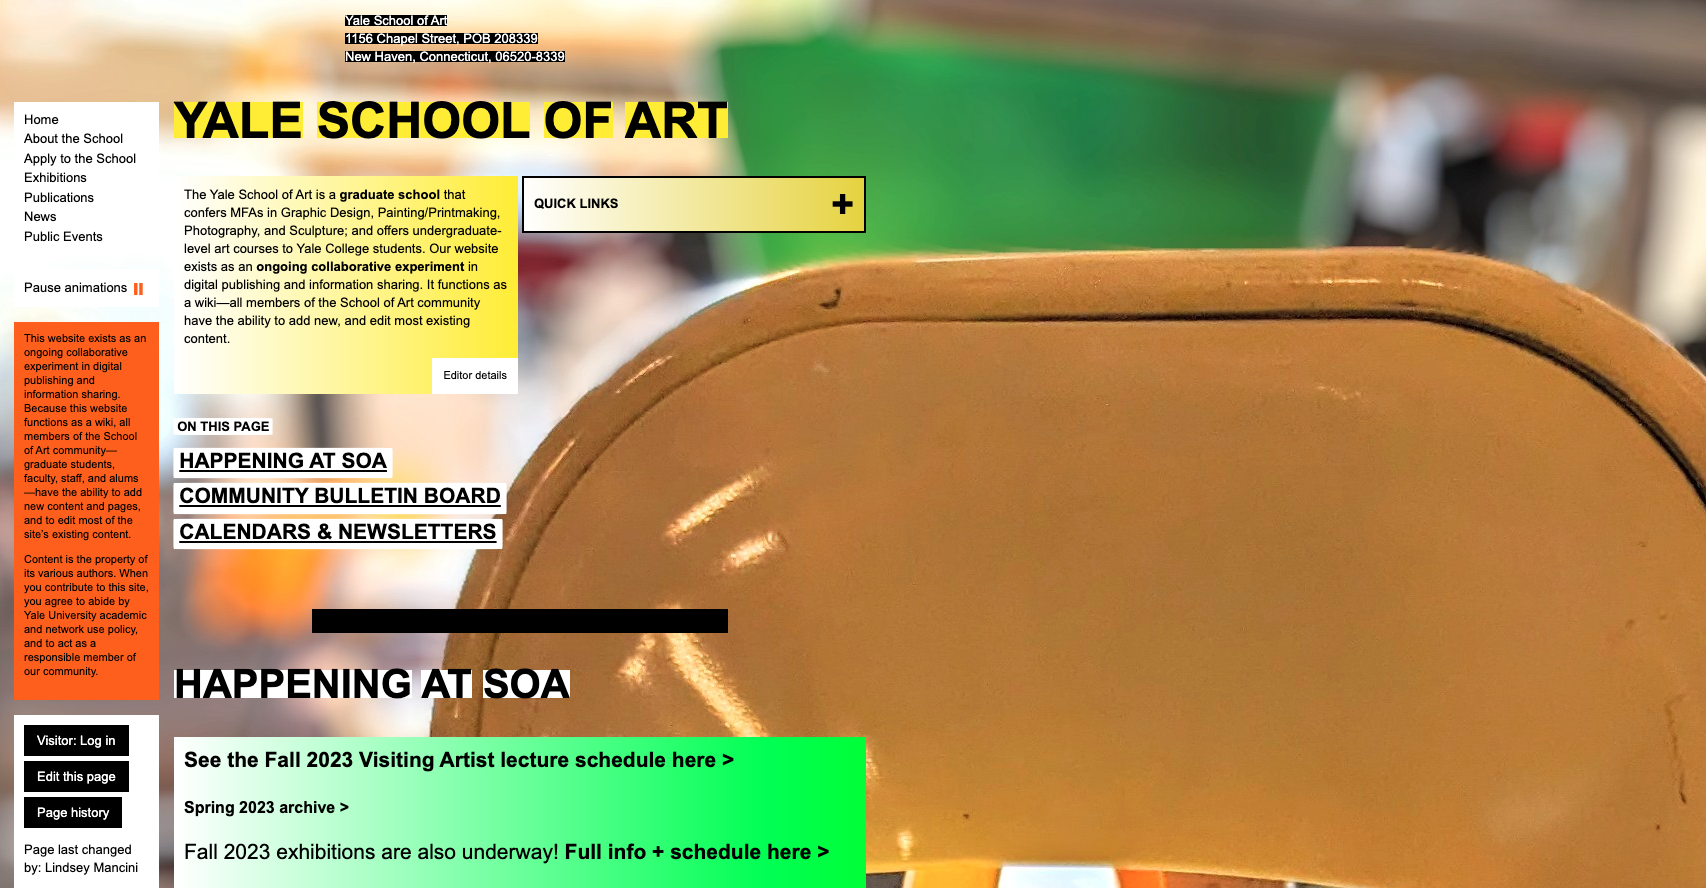 Yale School of Art
1156 Chapel Street, POB 208339
New Haven, Connecticut, 06520-8339
Home
About the School
Apply to the School
Exhibitions
Publications
News
Public Events
Pause animations
This website exists as an
ongoing collaborative
experiment in digital
publishing and
information sharing.
Because this website
functions as a wiki, all
members of the School
of Art community—
graduate students,
faculty, staff, and alums
—have the ability to add
new content and pages,
and to edit most of the
site's existing content.
Content is the property of
its various authors. When
you contribute to this site,
you agree to abide by
Yale University academic
and network use policy,
and to act as a
responsible member of
our community.
Visitor: Log in
Edit this page
Page history
Page last changed
by: Lindsey Mancini
YALE SCHOOL OF ART
The Yale School of Art is a graduate school that
confers MFAs in Graphic Design, Painting/Printmaking,
Photography, and Sculpture; and offers undergraduate-
level art courses to Yale College students. Our website
exists as an ongoing collaborative experiment in
digital publishing and information sharing. It functions as
a wiki—all members of the School of Art community
have the ability to add new, and edit most existing
content.
Editor details
QUICK LINKS
ON THIS PAGE
HAPPENING AT SOA
COMMUNITY BULLETIN BOARD
CALENDARS & NEWSLETTERS
HAPPENING AT SOA
See the Fall 2023 Visiting Artist lecture schedule here >
Spring 2023 archive >
Fall 2023 exhibitions are also underway! Full info + schedule here >